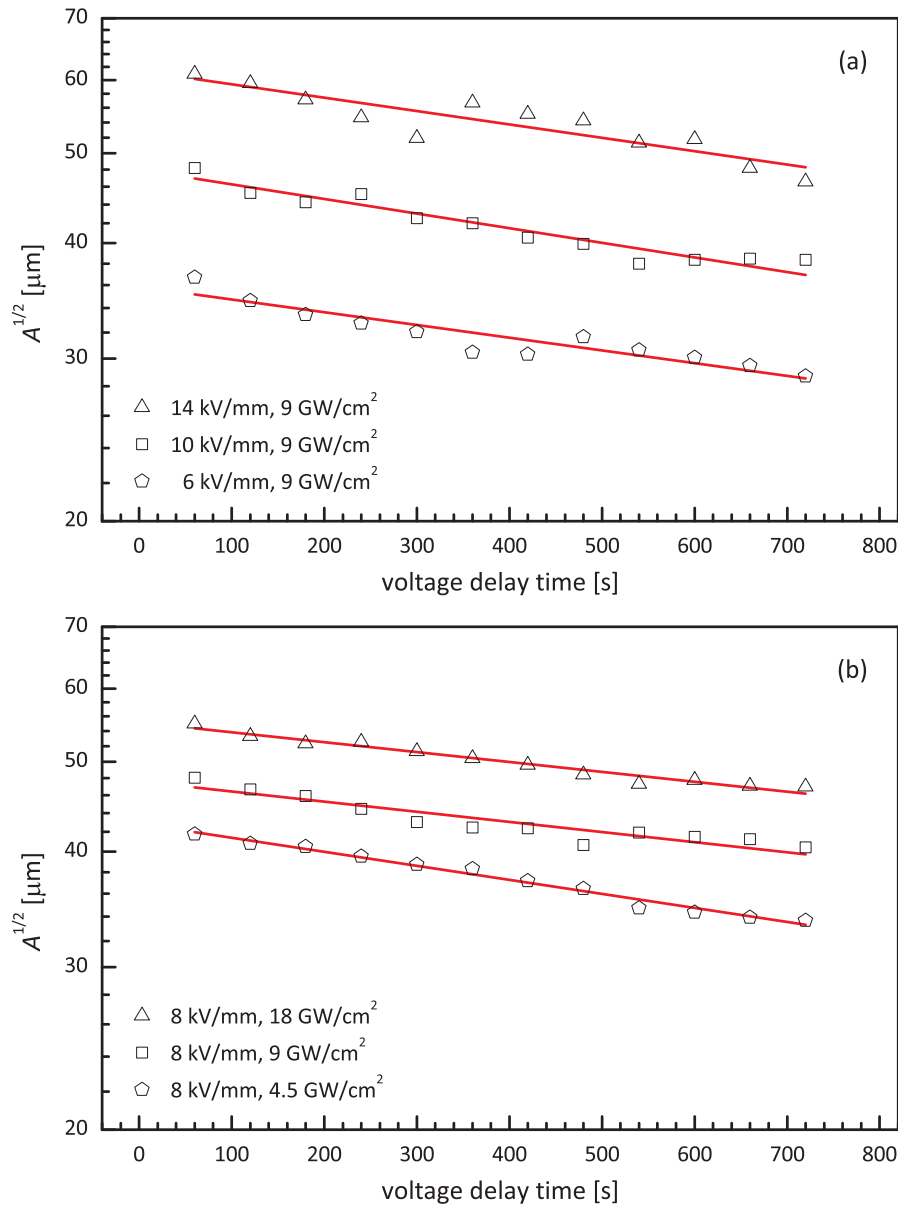 70
(a)
60
50
40
30
20
A^{1/2} [μm]
14 kV/mm, 9 GW/cm²
10 kV/mm, 9 GW/cm²
6 kV/mm, 9 GW/cm²
0 100 200 300 400 500 600 700 800
voltage delay time [s]
70
(b)
60
50
40
30
20
A^{1/2} [μm]
8 kV/mm, 18 GW/cm²
8 kV/mm, 9 GW/cm²
8 kV/mm, 4.5 GW/cm²
0 100 200 300 400 500 600 700 800
voltage delay time [s]